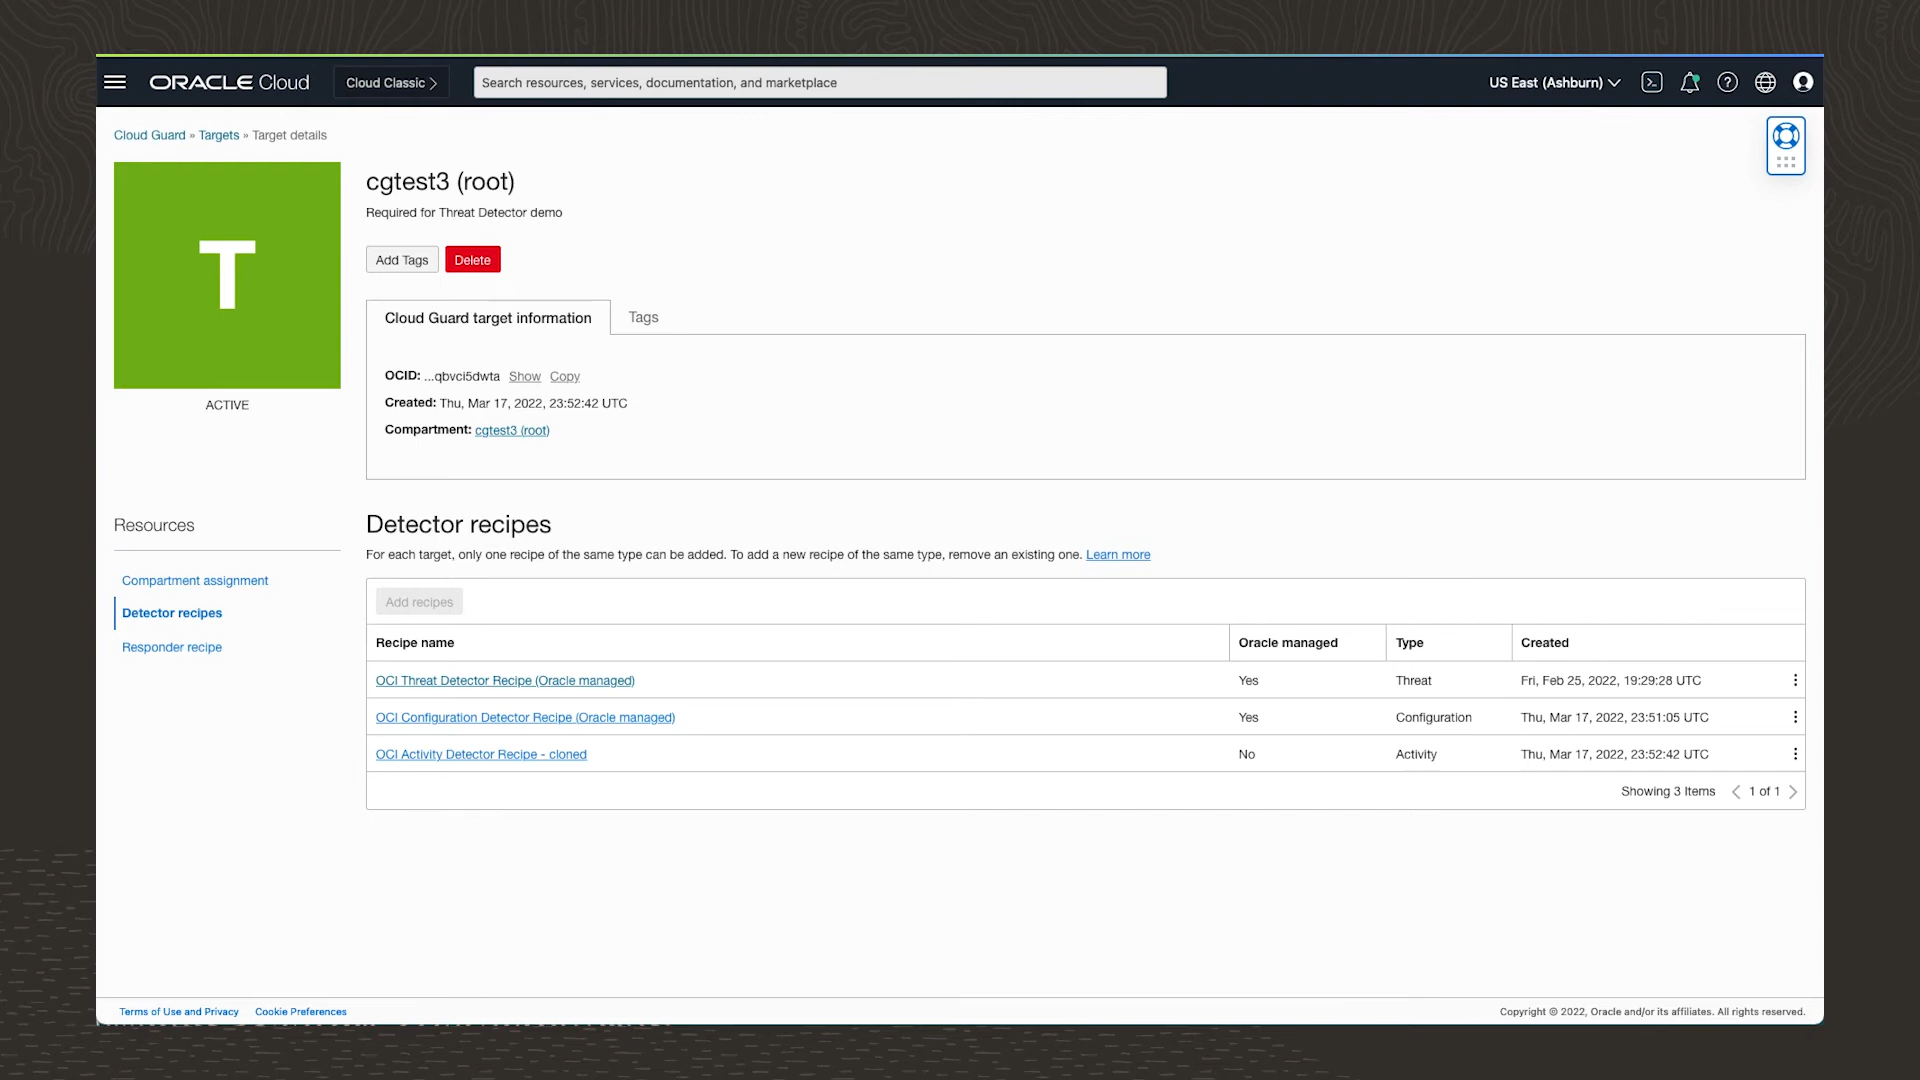 ORACLE Cloud
Cloud Classic
Search resources, services, documentation, and marketplace
US East (Ashburn)
Cloud Guard » Targets » Target details
T
ACTIVE
cgtest3 (root)
Required for Threat Detector demo
Add Tags
Delete
Cloud Guard target information
Tags
OCID: ...qbvci5dwta Show Copy
Created: Thu, Mar 17, 2022, 23:52:42 UTC
Compartment: cgtest3 (root)
Resources
Compartment assignment
Detector recipes
Responder recipe
Detector recipes
For each target, only one recipe of the same type can be added. To add a new recipe of the same type, remove an existing one. Learn more
Add recipes
Recipe name Oracle managed Type Created
OCI Threat Detector Recipe (Oracle managed) Yes Threat Fri, Feb 25, 2022, 19:29:28 UTC
OCI Configuration Detector Recipe (Oracle managed) Yes Configuration Thu, Mar 17, 2022, 23:51:05 UTC
OCI Activity Detector Recipe - cloned No Activity Thu, Mar 17, 2022, 23:52:42 UTC
Showing 3 Items 1 of 1
Terms of Use and Privacy Cookie Preferences
Copyright © 2022, Oracle and/or its affiliates. All rights reserved.